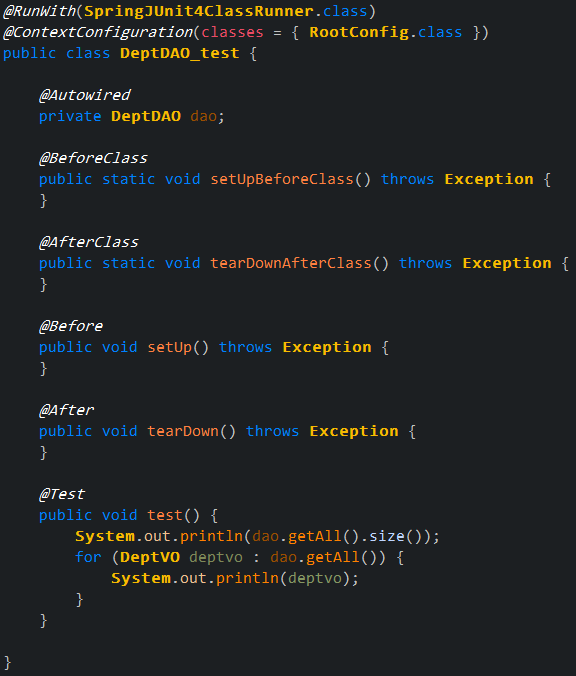 @RunWith(SpringJUnit4ClassRunner.class)
@ContextConfiguration(classes = { RootConfig.class })
public class DeptDAO_test {
@Autowired
private DeptDAO dao;
@BeforeClass
public static void setUpBeforeClass() throws Exception {
}
@AfterClass
public static void tearDownAfterClass() throws Exception {
}
@Before
public void setUp() throws Exception {
}
@After
public void tearDown() throws Exception {
}
@Test
public void test() {
System.out.println(dao.getAll().size());
for (DeptVO deptvo : dao.getAll()) {
System.out.println(deptvo);
}
}
}